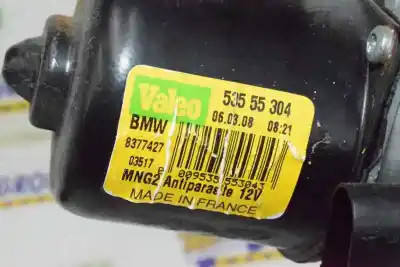 Valeo
535 55 304
06.03.08 08:21
BMW
8377427
03517
MNG2 Antiparasite 12V
MADE IN FRANCE